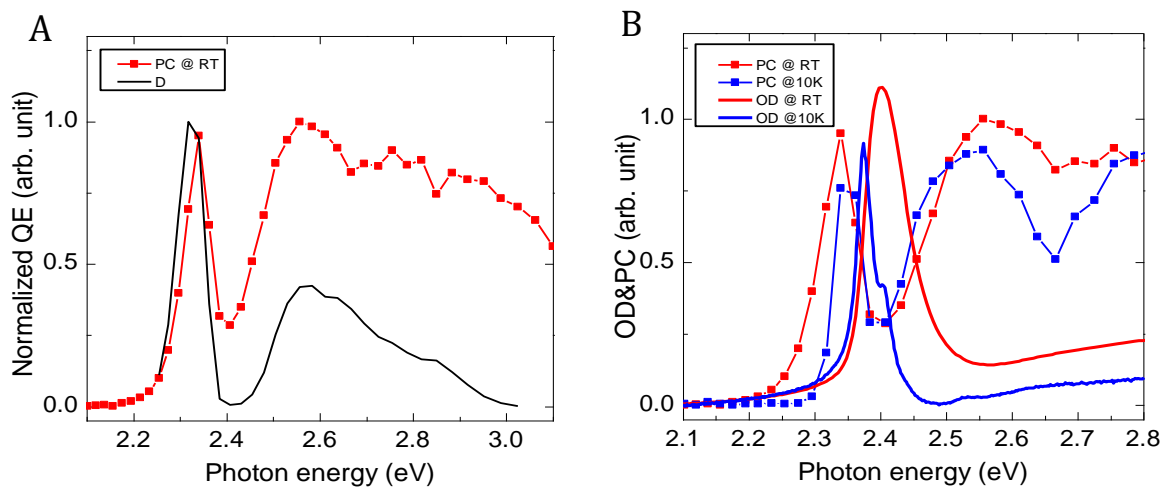 A
PC @ RT
D
Normalized QE (arb. unit)
1.0
0.5
0.0
2.2
2.4
2.6
2.8
3.0
Photon energy (eV)
B
PC @ RT
PC @10K
OD @ RT
OD @10K
OD&PC (arb. unit)
1.0
0.5
0.0
2.1
2.2
2.3
2.4
2.5
2.6
2.7
2.8
Photon energy (eV)